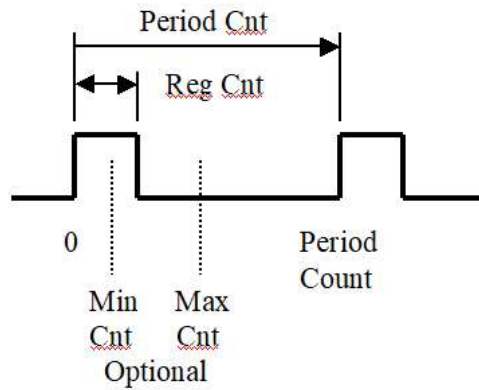 Period Cnt
Reg Cnt
0
Period
Count
Min
Cnt
Max
Cnt
Optional